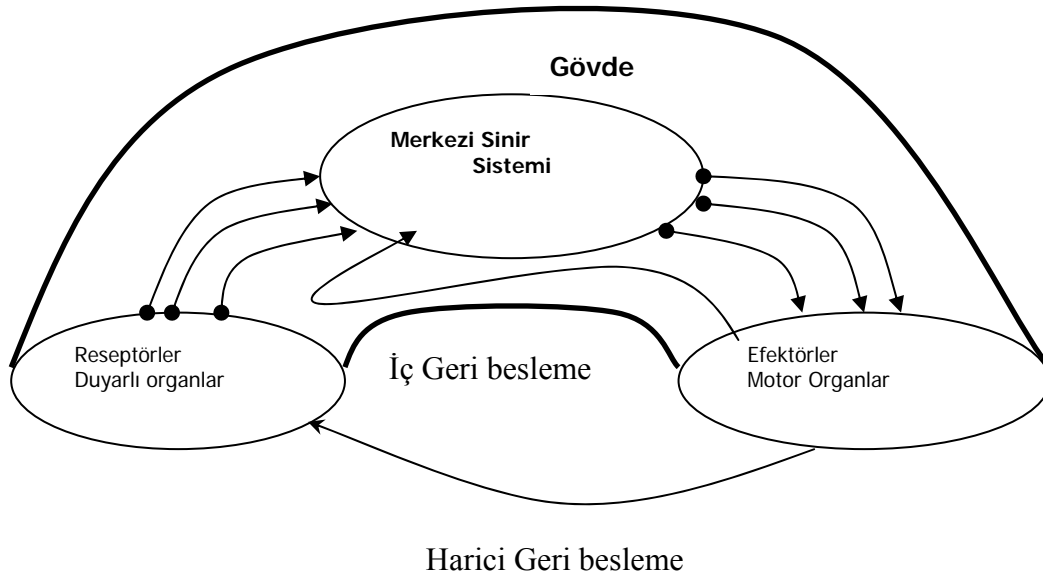 Gövde
Merkezi Sinir
Sistemi
Reseptörler
Duyarlı organlar
İç Geri besleme
Efektörler
Motor Organlar
Harici Geri besleme